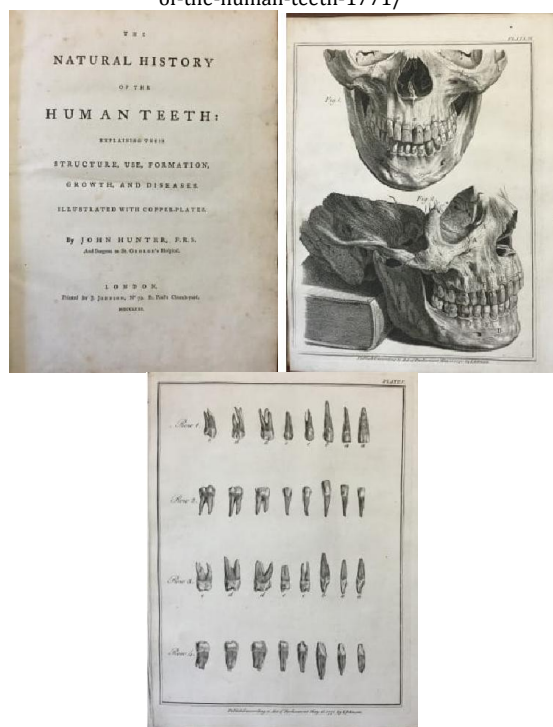 of-the-human-teeth-1771/
THE
NATURAL HISTORY
OF THE
HUMAN TEETH:
EXPLAINING THEIR
STRUCTURE, USE, FORMATION,
GROWTH, AND DISEASES.
ILLUSTRATED WITH COPPER-PLATES.
By JOHN HUNTER, F.R.S.
And Surgeon to St. GEORGE's Hospital.
LONDON,
Printed for J. JOHNSON, Nº 72, St. Paul's Church-yard.
MDCCLXXI.
Fig. 1.
Fig. 2.
Row 1.
Row 2.
Row 3.
Row 4.